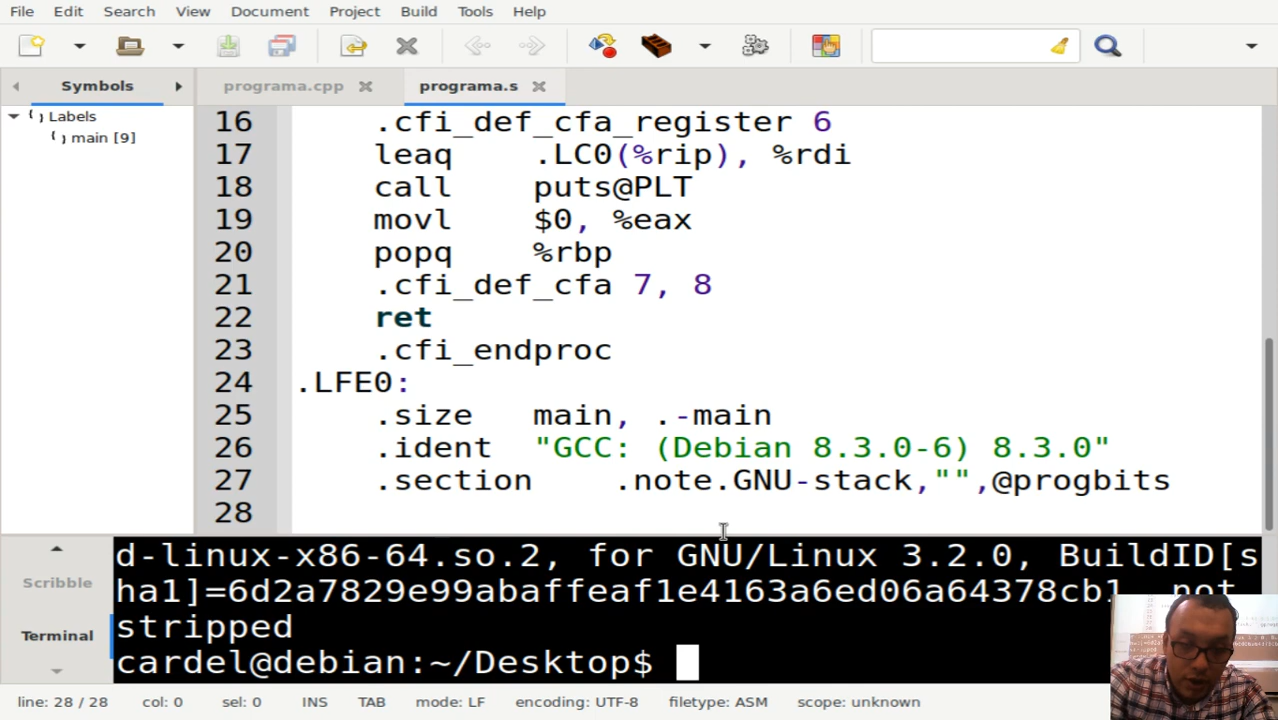 File Edit Search View Document Project Build Tools Help
Symbols programa.cpp programa.s
Labels
main [9]
16 .cfi_def_cfa_register 6
17 leaq .LC0(%rip), %rdi
18 call puts@PLT
19 movl $0, %eax
20 popq %rbp
21 .cfi_def_cfa 7, 8
22 ret
23 .cfi_endproc
24 .LFE0:
25 .size main, .-main
26 .ident "GCC: (Debian 8.3.0-6) 8.3.0"
27 .section .note.GNU-stack,"",@progbits
28
Scribble
Terminal
d-linux-x86-64.so.2, for GNU/Linux 3.2.0, BuildID[s
ha1]=6d2a7829e99abaffeaf1e4163a6ed06a64378cb1, not
stripped
cardel@debian:~/Desktop$
line: 28 / 28 col: 0 sel: 0 INS TAB mode: LF encoding: UTF-8 filetype: ASM scope: unknown